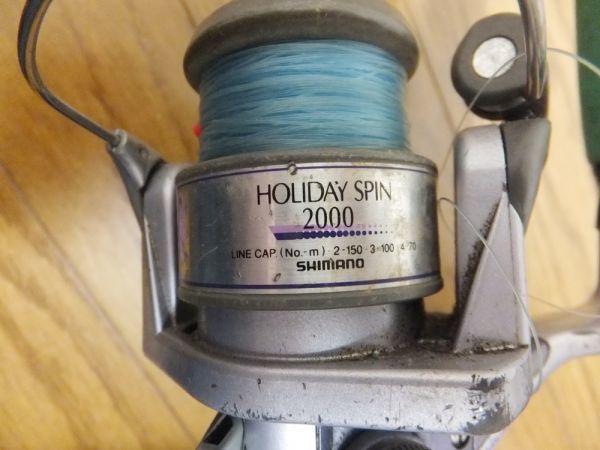 HOLIDAY SPIN
2000
LINE CAP. (No.-m) 2-150·3-100·4-70
SHIMANO